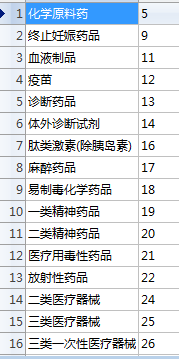 1 化学原料药 5
2 终止妊娠药品 9
3 血液制品 11
4 疫苗 12
5 诊断药品 13
6 体外诊断试剂 14
7 肽类激素(除胰岛素) 16
8 麻醉药品 17
9 易制毒化学药品 18
10 一类精神药品 19
11 二类精神药品 20
12 医疗用毒性药品 21
13 放射性药品 22
14 二类医疗器械 24
15 三类医疗器械 25
16 三类一次性医疗器械 26